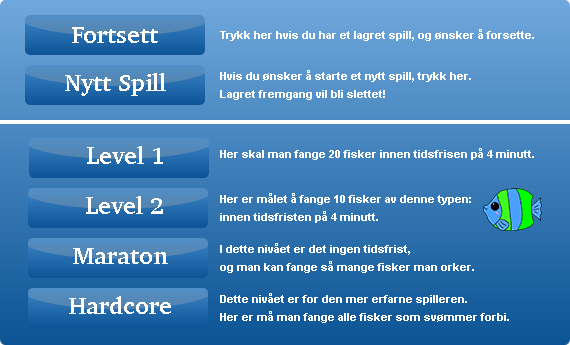 Fortsett
Trykk her hvis du har et lagret spill, og ønsker å forsette.
Nytt Spill
Hvis du ønsker å starte et nytt spill, trykk her.
Lagret fremgang vil bli slettet!
Level 1
Her skal man fange 20 fisker innen tidsfrisen på 4 minutt.
Level 2
Her er målet å fange 10 fisker av denne typen:
innen tidsfristen på 4 minutt.
Maraton
I dette nivået er det ingen tidsfrist,
og man kan fange så mange fisker man orker.
Hardcore
Dette nivået er for den mer erfarne spilleren.
Her er må man fange alle fisker som svømmer forbi.